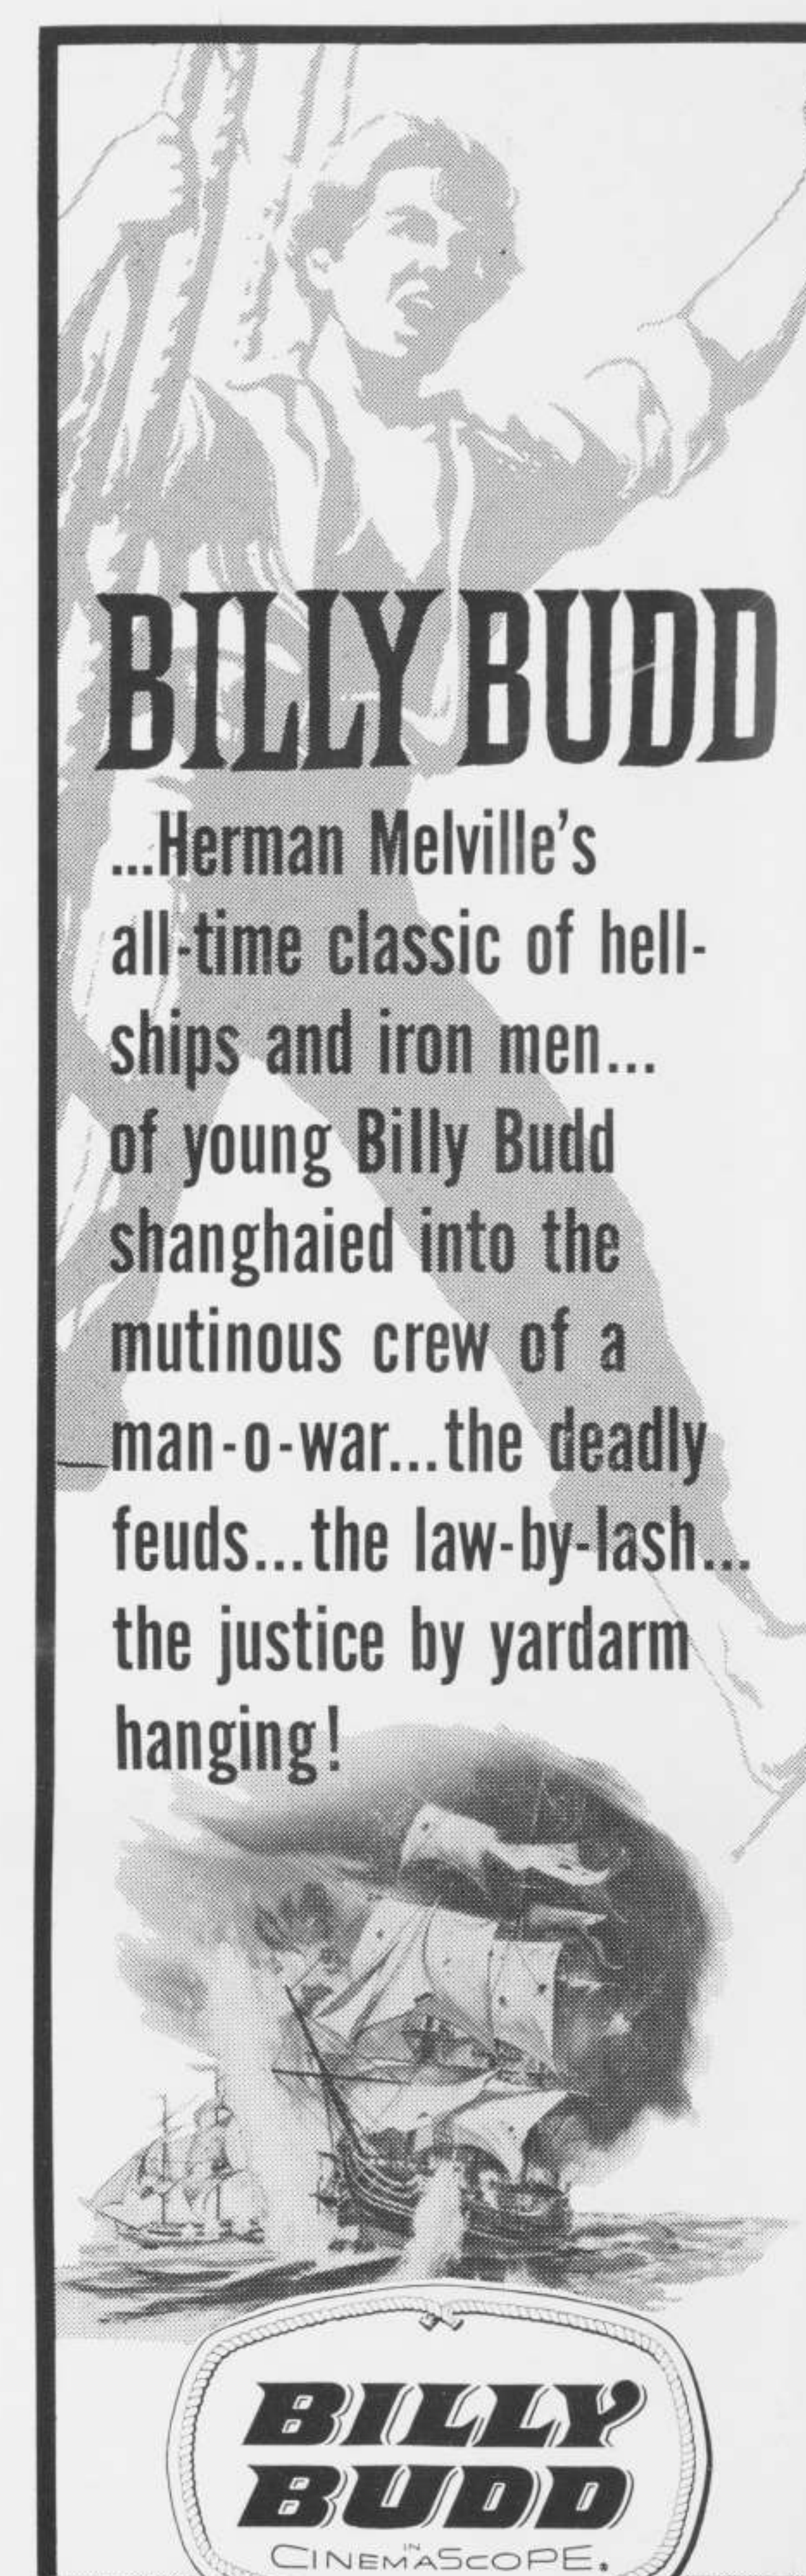 BILLY BUDD
...Herman Melville's
all-time classic of hell-
ships and iron men...
of young Billy Budd
shanghaied into the
mutinous crew of a
man-o-war...the deadly
feuds...the law-by-lash...
the justice by yardarm
hanging!
BILLY
BUDD
IN
CINEMASCOPE.